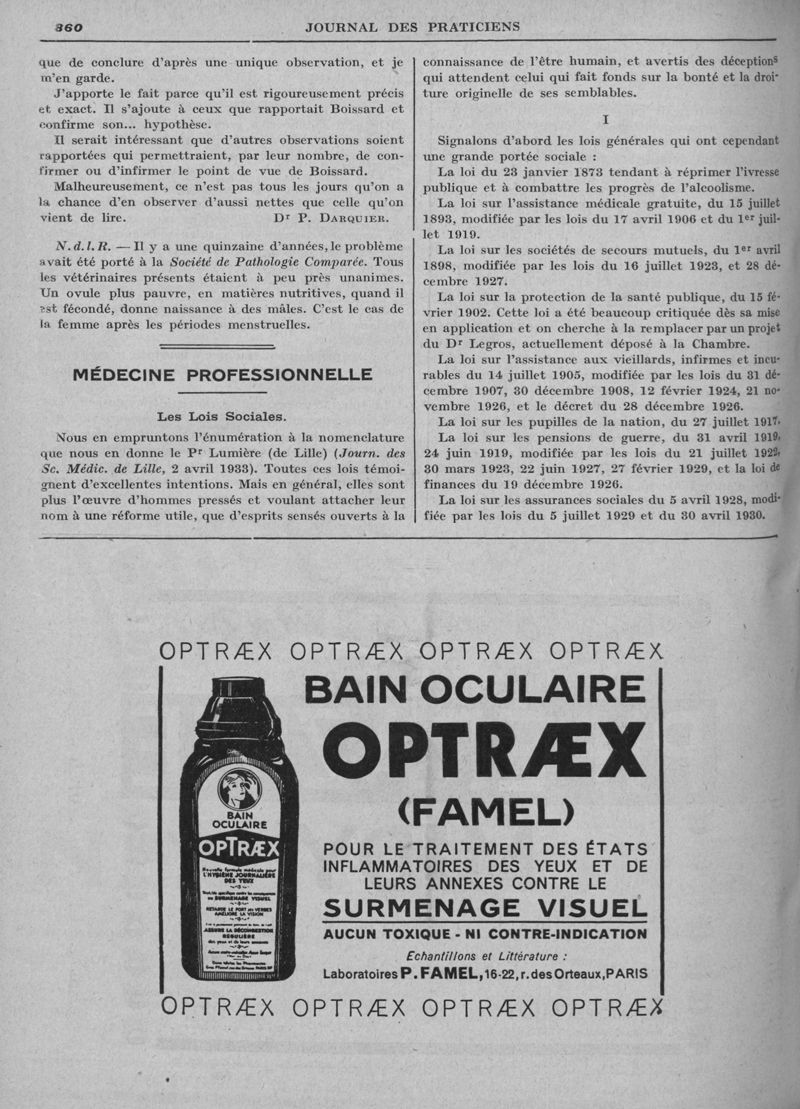 360
JOURNAL DES PRATICIENS
que de conclure d'après une unique observation, et je
m'en garde.
J'apporte le fait parce qu'il est rigoureusement précis
et exact. Il s'ajoute à ceux que rapportait Boissard et
confirme son... hypothèse.
Il serait intéressant que d'autres observations soient
rapportées qui permettraient, par leur nombre, de con-
firmer ou d'infirmer le point de vue de Boissard.
Malheureusement, ce n'est pas tous les jours qu'on a
la chance d'en observer d'aussi nettes que celle qu'on
vient de lire. Dr P. DARQUIER.
N. d. l. R. — Il y a une quinzaine d'années, le problème
avait été porté à la Société de Pathologie Comparée. Tous
les vétérinaires présents étaient à peu près unanimes.
Un ovule plus pauvre, en matières nutritives, quand il
est fécondé, donne naissance à des mâles. C'est le cas de
la femme après les périodes menstruelles.
MÉDECINE PROFESSIONNELLE
Les Lois Sociales.
Nous en empruntons l'énumération à la nomenclature
que nous en donne le Pr Lumière (de Lille) (Journ. des
Sc. Médic. de Lille, 2 avril 1933). Toutes ces lois témoi-
gnent d'excellentes intentions. Mais en général, elles sont
plus l'œuvre d'hommes pressés et voulant attacher leur
nom à une réforme utile, que d'esprits sensés ouverts à la
connaissance de l'être humain, et avertis des déceptions
qui attendent celui qui fait fonds sur la bonté et la droi-
ture originelle de ses semblables.
I
Signalons d'abord les lois générales qui ont cependant
une grande portée sociale :
La loi du 23 janvier 1873 tendant à réprimer l'ivresse
publique et à combattre les progrès de l'alcoolisme.
La loi sur l'assistance médicale gratuite, du 15 juillet
1893, modifiée par les lois du 17 avril 1906 et du 1er juil-
let 1919.
La loi sur les sociétés de secours mutuels, du 1er avril
1898, modifiée par les lois du 16 juillet 1923, et 28 dé-
cembre 1927.
La loi sur la protection de la santé publique, du 15 fé-
vrier 1902. Cette loi a été beaucoup critiquée dès sa mise
en application et on cherche à la remplacer par un projet
du Dr Legros, actuellement déposé à la Chambre.
La loi sur l'assistance aux vieillards, infirmes et incu-
rables du 14 juillet 1905, modifiée par les lois du 31 dé-
cembre 1907, 30 décembre 1908, 12 février 1924, 21 no-
vembre 1926, et le décret du 28 décembre 1926.
La loi sur les pupilles de la nation, du 27 juillet 1917.
La loi sur les pensions de guerre, du 31 avril 1919,
24 juin 1919, modifiée par les lois du 21 juillet 1922,
30 mars 1923, 22 juin 1927, 27 février 1929, et la loi de
finances du 19 décembre 1926.
La loi sur les assurances sociales du 5 avril 1928, modi-
fiée par les lois du 5 juillet 1929 et du 30 avril 1930.
OPTRÆX OPTRÆX OPTRÆX OPTRÆX
BAIN OCULAIRE
OPTRÆX
(FAMEL)
POUR LE TRAITEMENT DES ÉTATS
INFLAMMATOIRES DES YEUX ET DE
LEURS ANNEXES CONTRE LE
SURMENAGE VISUEL
AUCUN TOXIQUE - NI CONTRE-INDICATION
Echantillons et Littérature :
Laboratoires P. FAMEL, 16-22, r. des Orteaux, PARIS
BAIN
OCULAIRE
OPTRÆX
Nouvelle formule médicale pour
L'HYGIÈNE JOURNALIÈRE
DES YEUX
SURMENAGE VISUEL
RETARDE LE PORT DES VERRES
AMÉLIORE LA VISION
ASSURE LA DÉCONGESTION
RÉGULIÈRE
OPTRÆX OPTRÆX OPTRÆX OPTRÆX